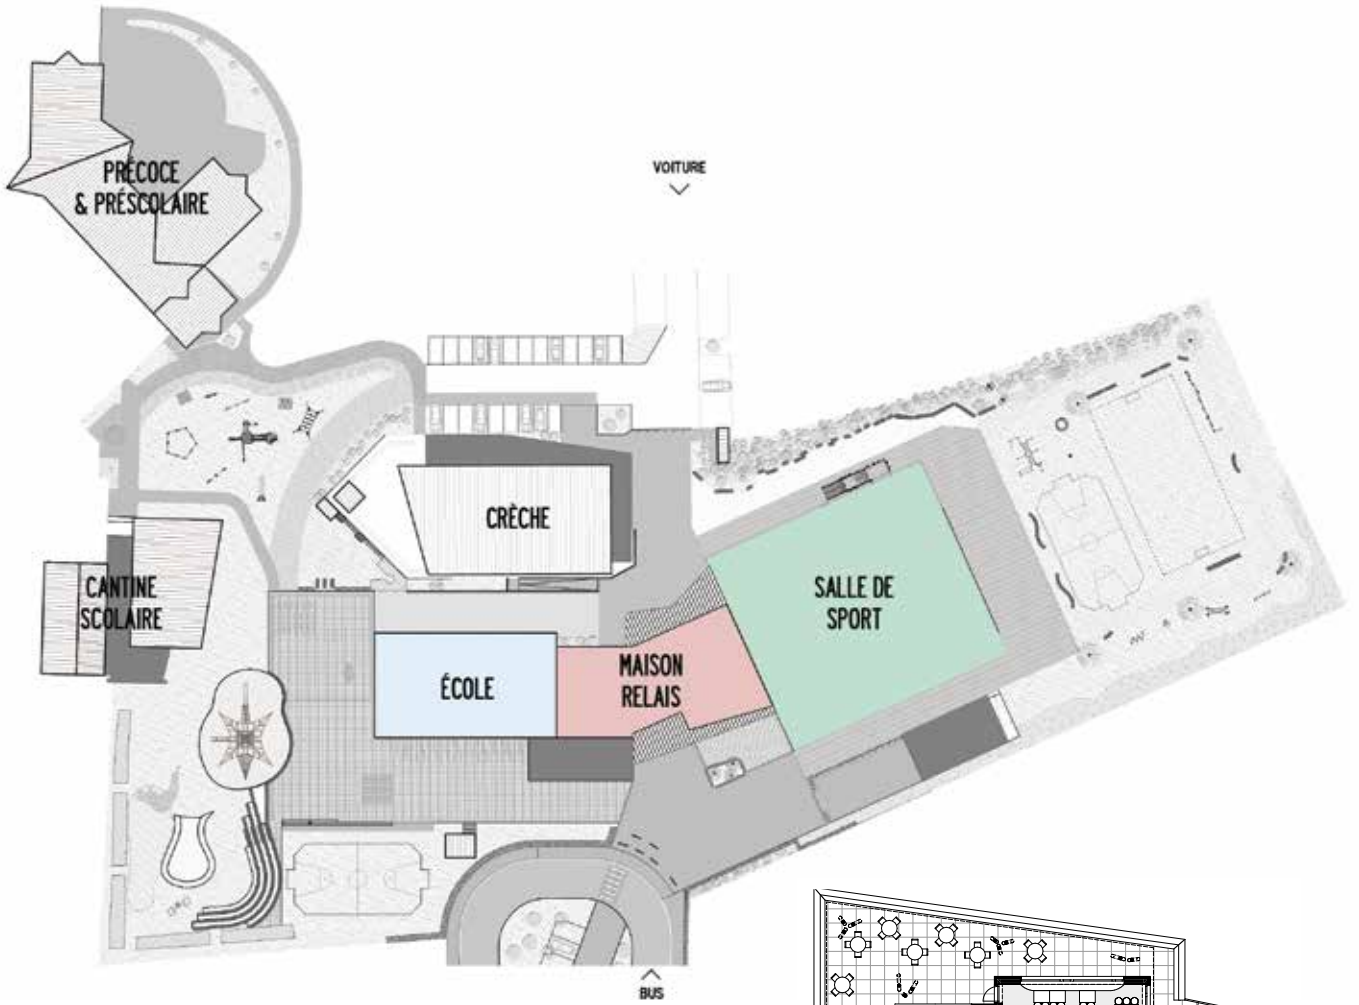 PRÉCOCE
& PRÉSCOLAIRE
VOITURE
CRÈCHE
CANTINE
SCOLAIRE
SALLE DE
SPORT
MAISON
RELAIS
ÉCOLE
BUS